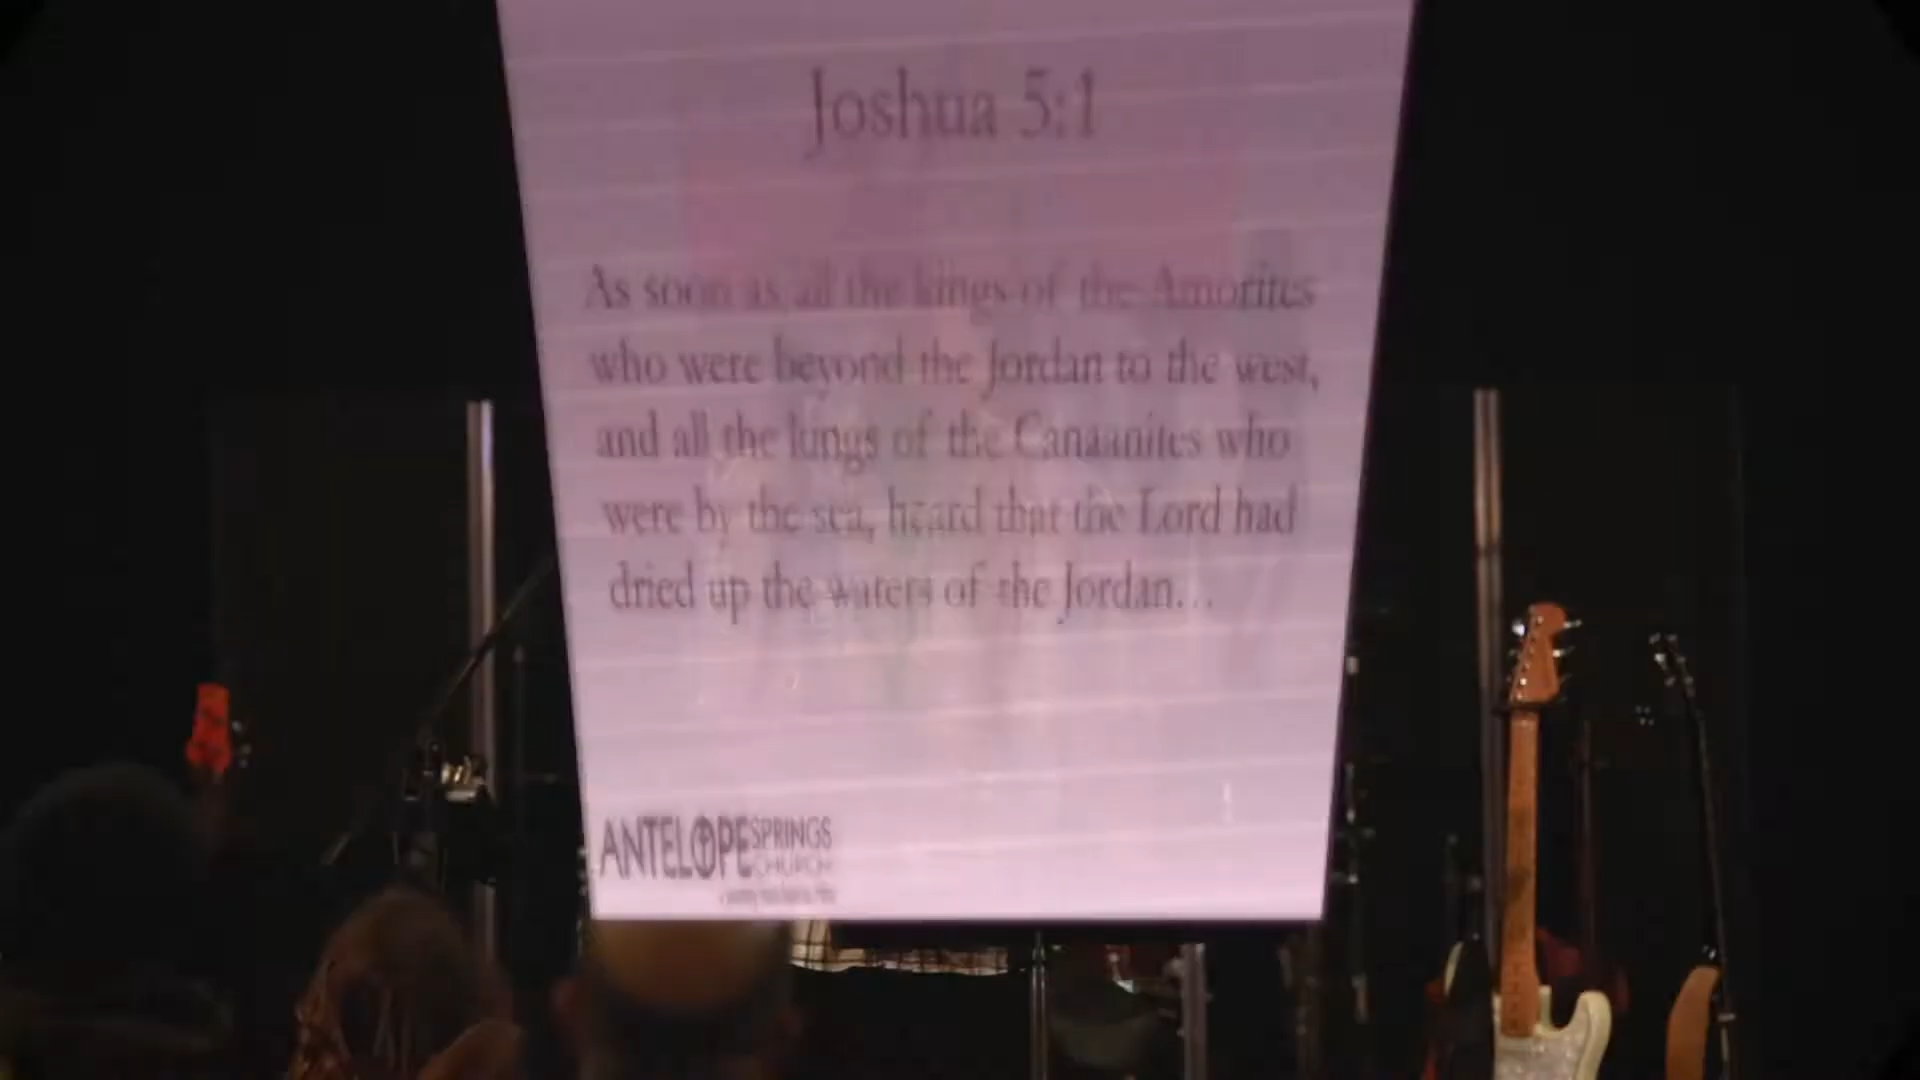 Joshua 5:1
As soon as all the kings of the Amorites
who were beyond the Jordan to the west,
and all the kings of the Canaanites who
were by the sea, heard that the Lord had
dried up the waters of the Jordan…
ANTELOPE SPRINGS
CHURCH